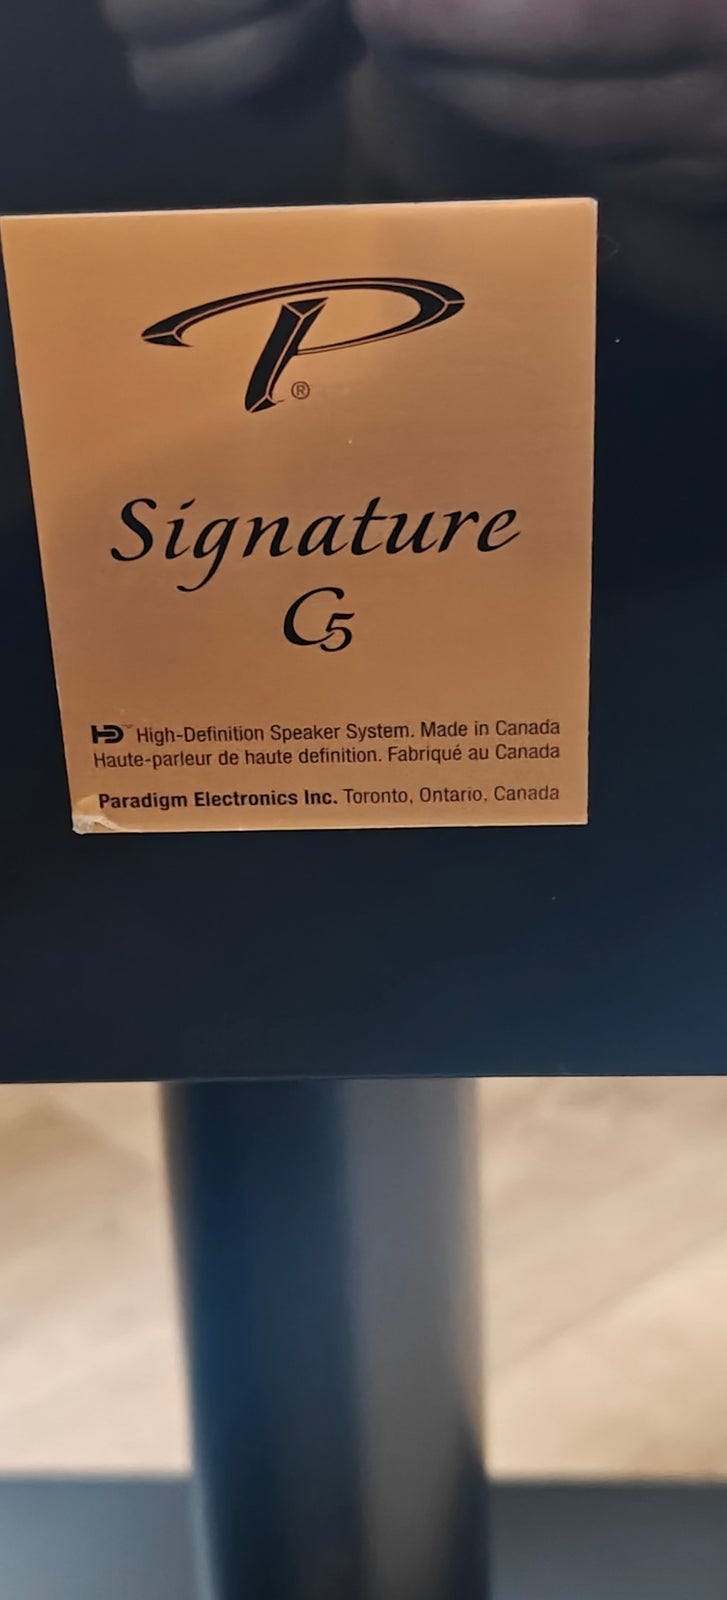 P®
Signature
C5
HD™ High-Definition Speaker System. Made in Canada
Haute-parleur de haute definition. Fabriqué au Canada
Paradigm Electronics Inc. Toronto, Ontario, Canada